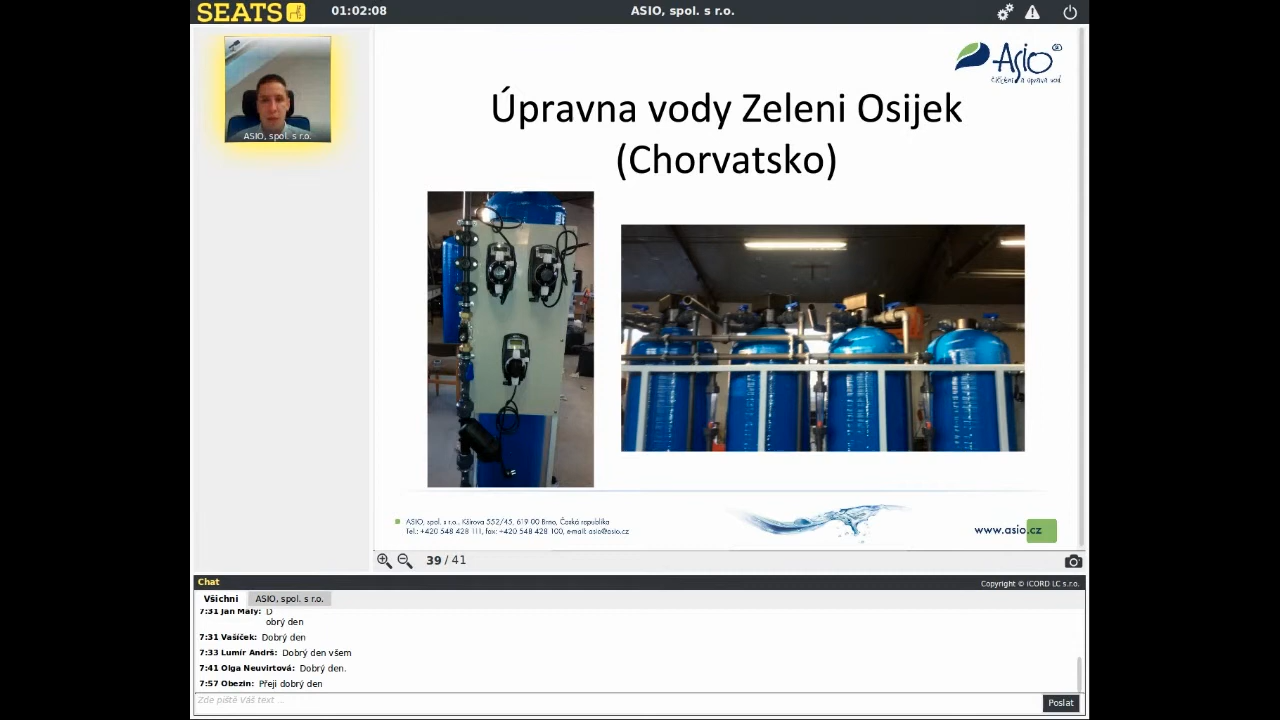 SEATS
01:02:08
ASIO, spol. s r.o.
ASIO, spol. s r.o.
Asio ®
čištění a úprava vod
Úpravna vody Zeleni Osijek
(Chorvatsko)
ASIO, spol. s r.o., Kšírova 552/45, 619 00 Brno, Česká republika
Tel.: +420 548 428 111, fax: +420 548 428 100, e-mail: asio@asio.cz
www.asio.cz
39 / 41
Chat
Copyright © iCORD LC s.r.o.
Všichni
ASIO, spol. s r.o.
7:31 Jan Malý: D
obrý den
7:31 Vašíček: Dobrý den
7:33 Lumír Andrš: Dobrý den všem
7:41 Olga Neuvirtová: Dobrý den.
7:57 Obezin: Přeji dobrý den
Zde piště Váš text ...
Poslat